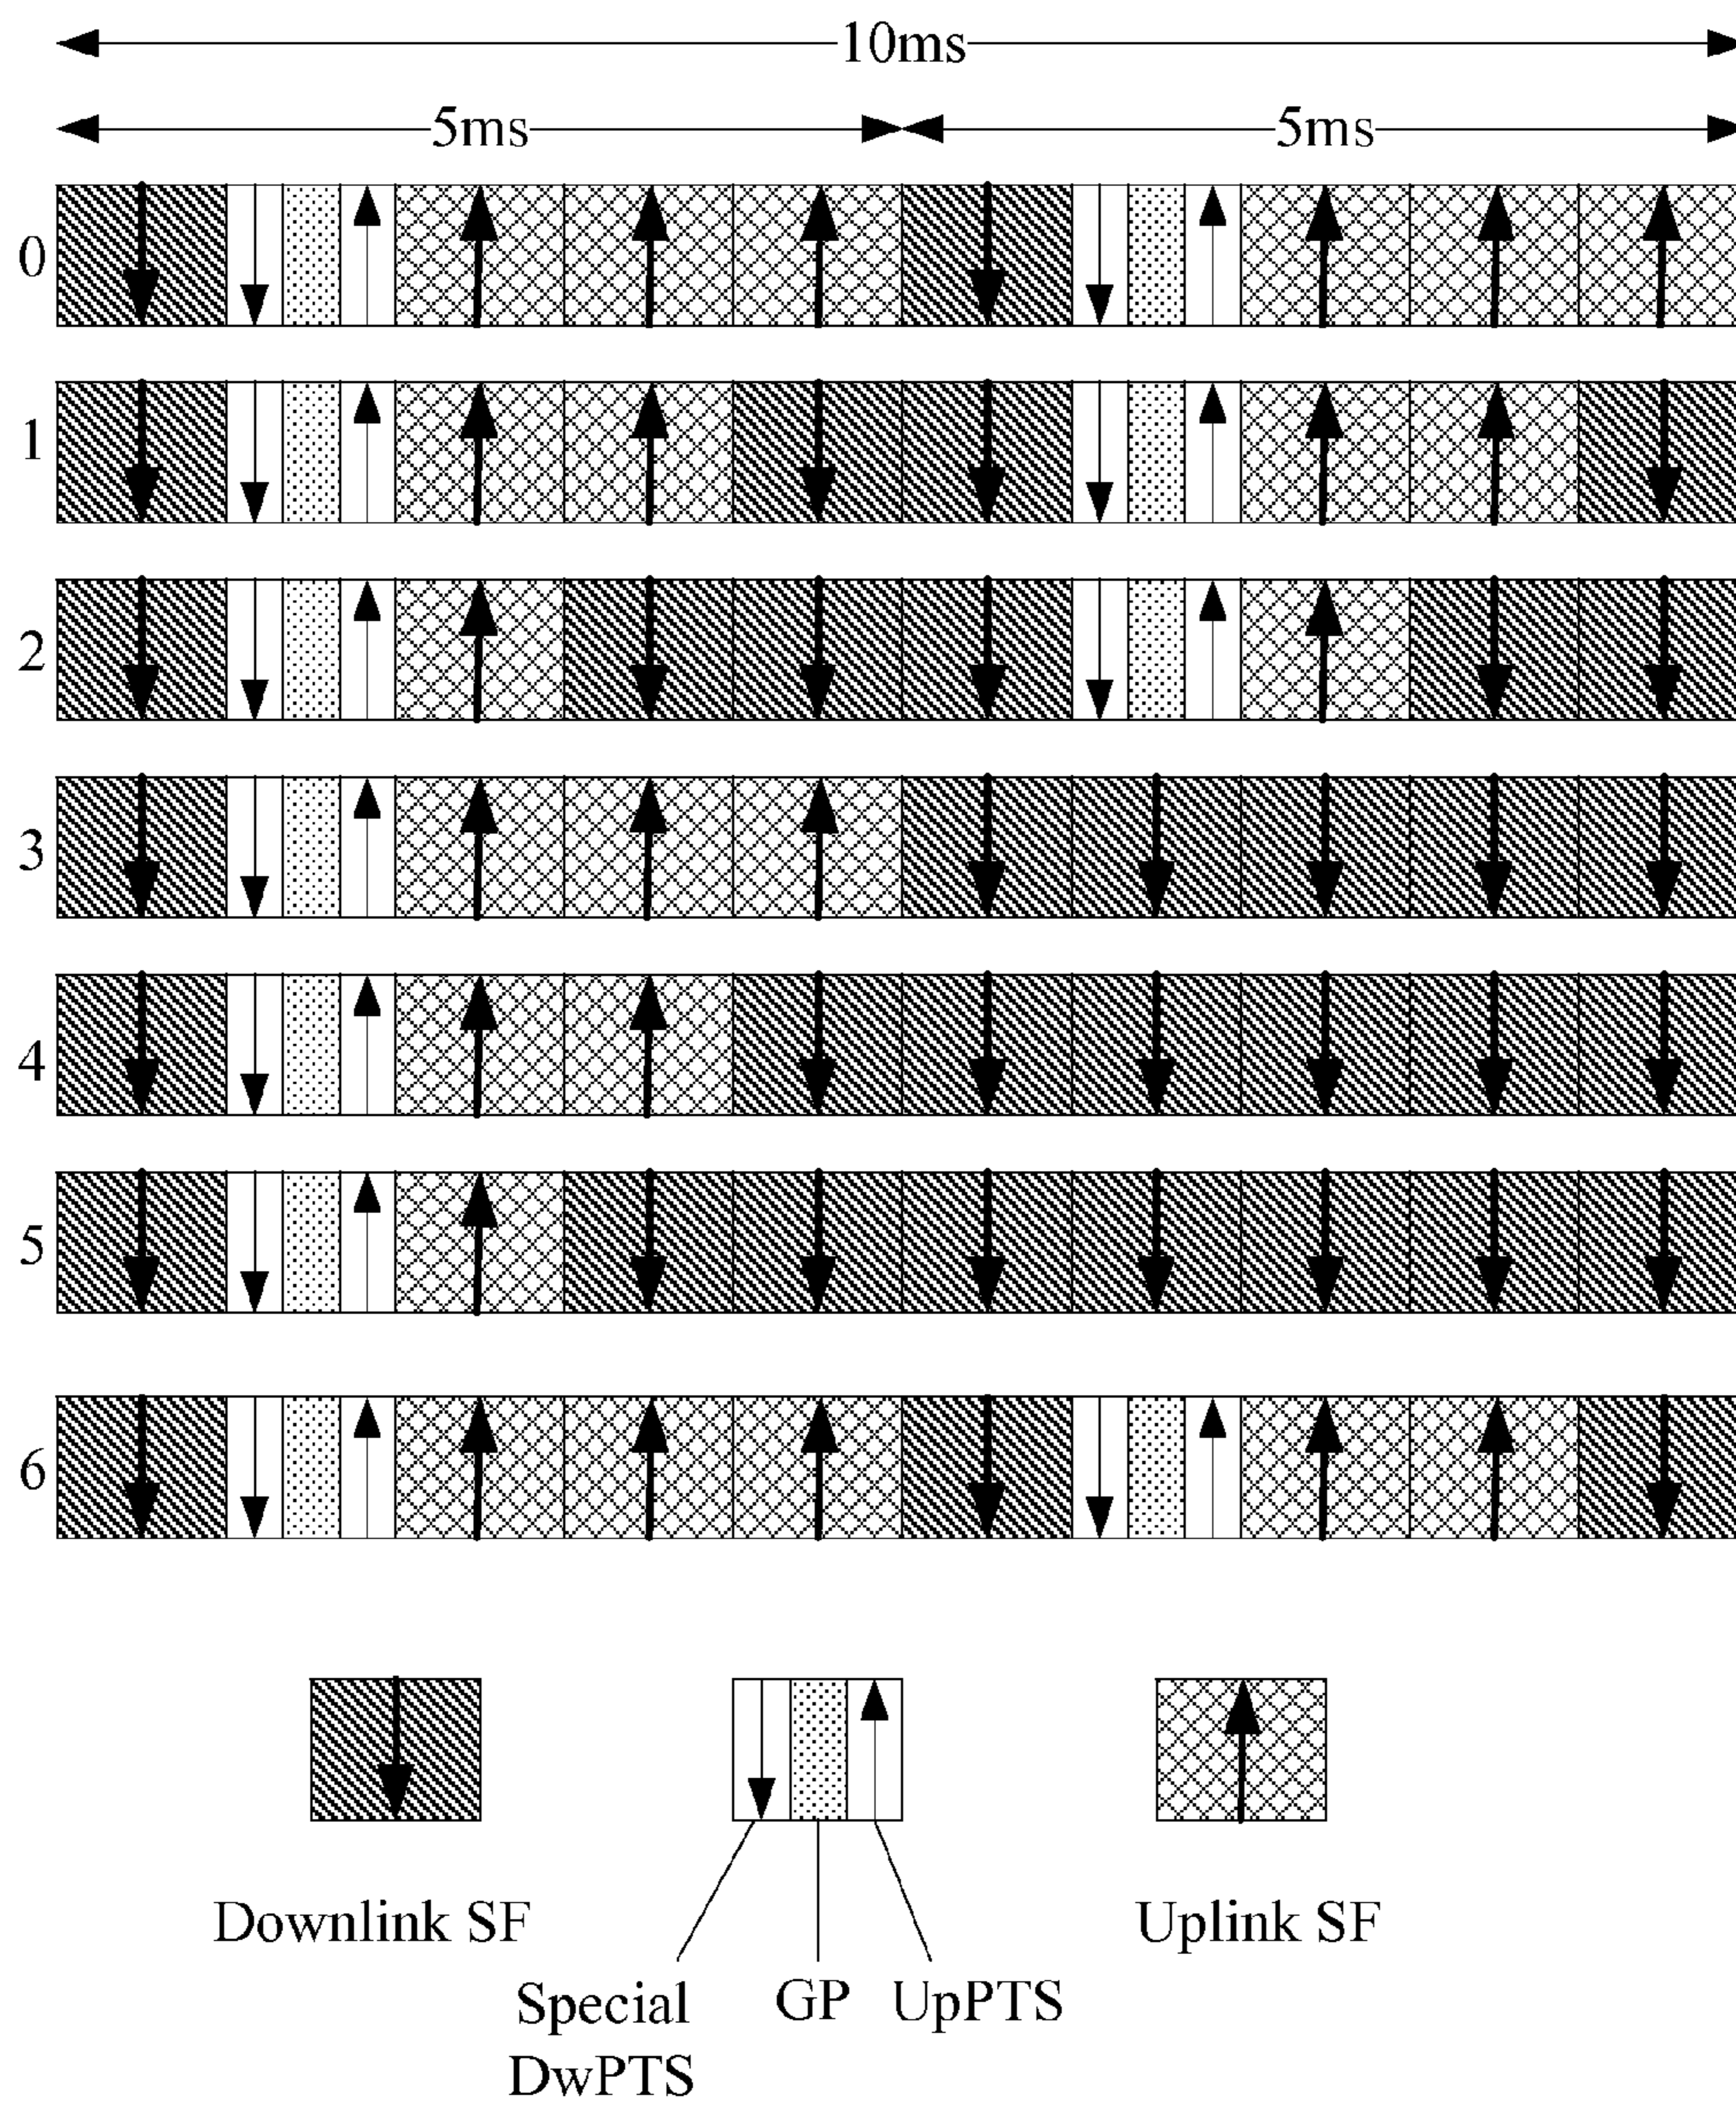 10ms
5ms 5ms
0
1
2
3
4
5
6
Downlink SF
Uplink SF
Special
DwPTS
GP
UpPTS